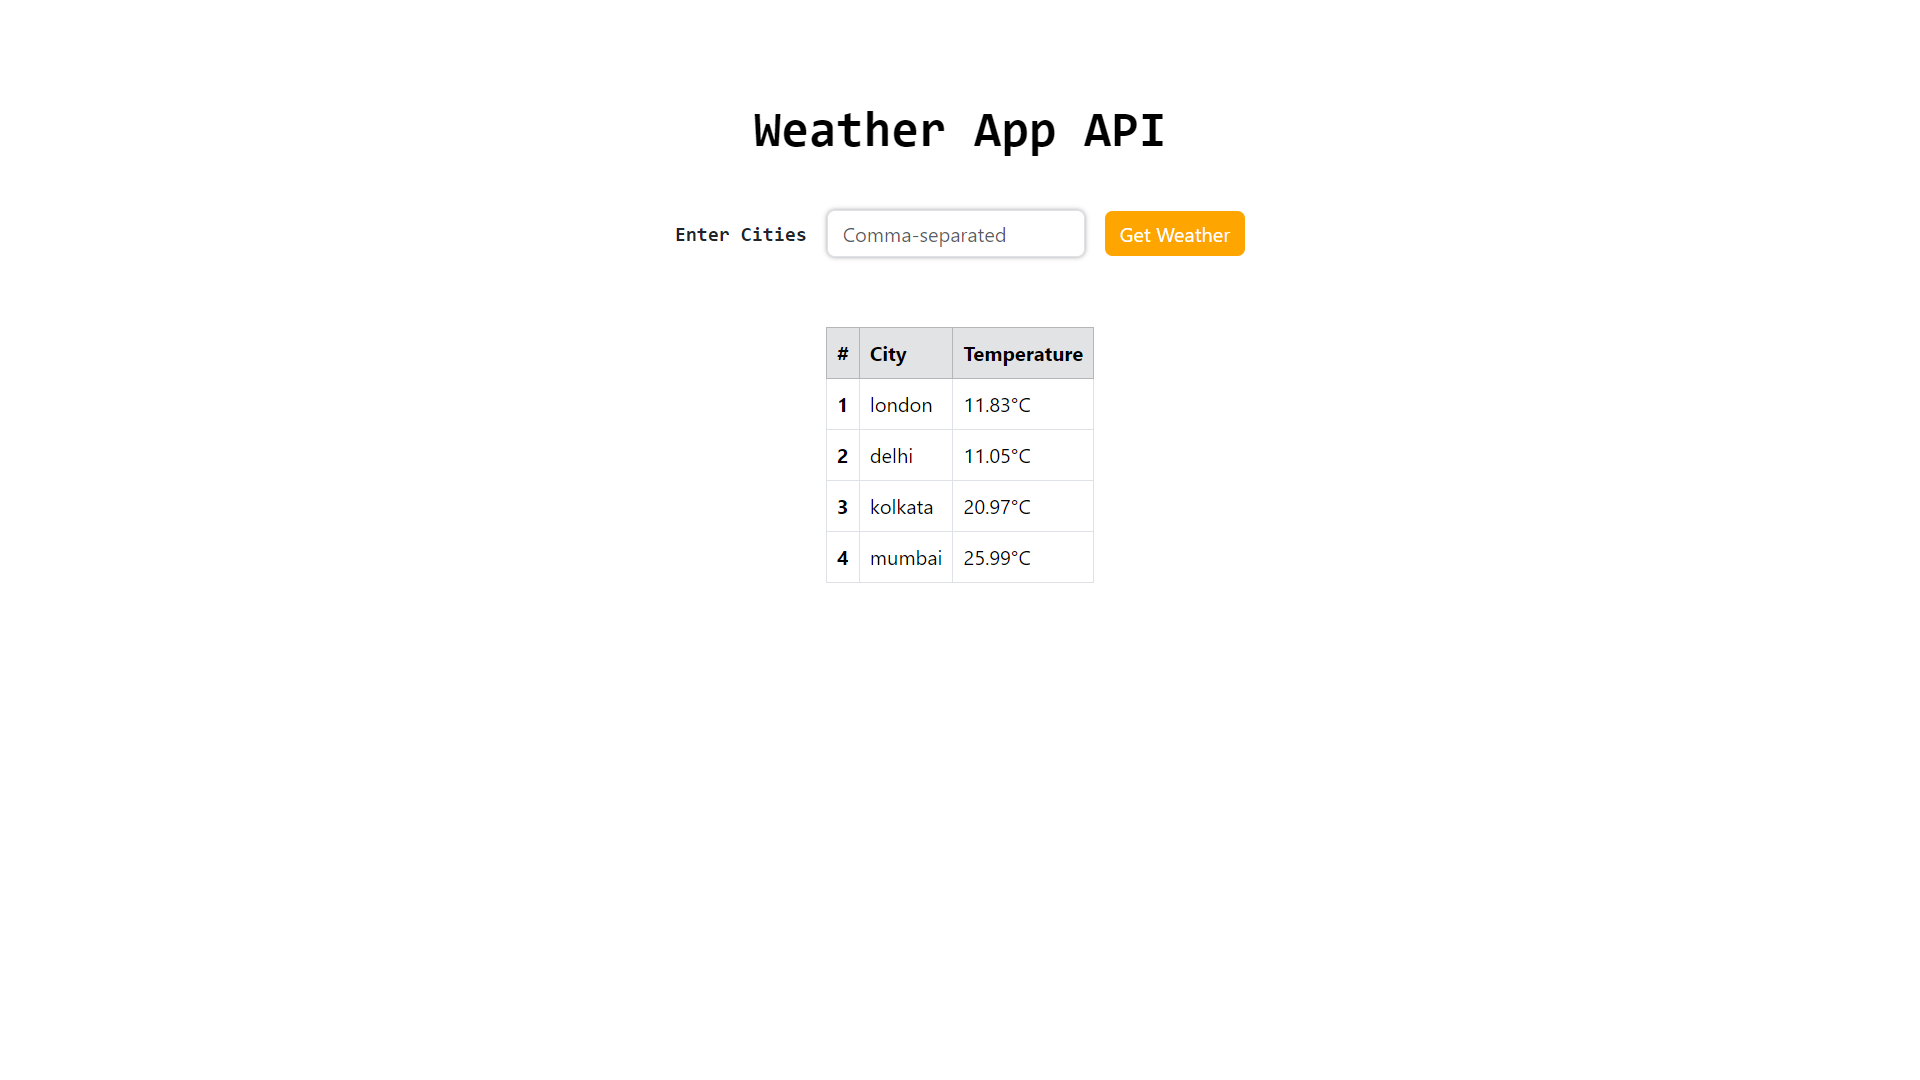 Weather App API
Enter Cities Comma-separated Get Weather
# City Temperature
1 london 11.83°C
2 delhi 11.05°C
3 kolkata 20.97°C
4 mumbai 25.99°C